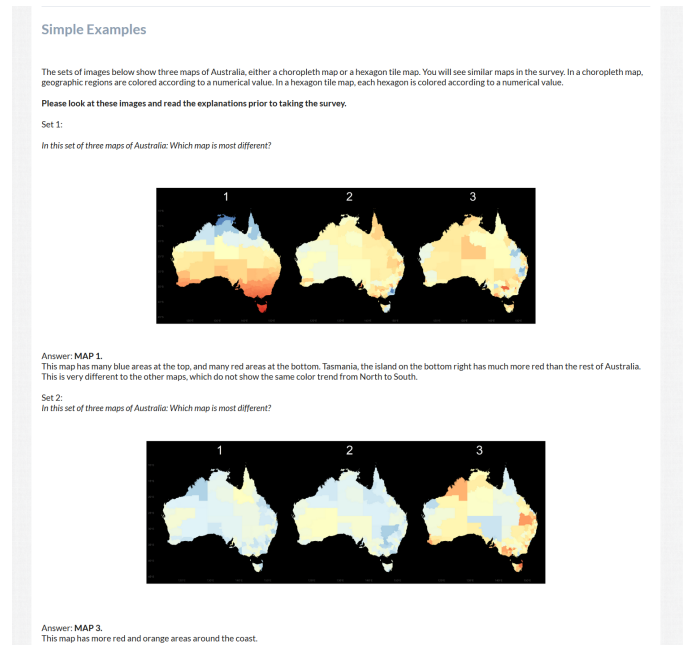 Simple Examples
The sets of images below show three maps of Australia, either a choropleth map or a hexagon tile map. You will see similar maps in the survey. In a choropleth map,
geographic regions are colored according to a numerical value. In a hexagon tile map, each hexagon is colored according to a numerical value.
Please look at these images and read the explanations prior to taking the survey.
Set 1:
In this set of three maps of Australia: Which map is most different?
1 2 3
Answer: MAP 1.
This map has many blue areas at the top, and many red areas at the bottom. Tasmania, the island on the bottom right has much more red than the rest of Australia.
This is very different to the other maps, which do not show the same color trend from North to South.
Set 2:
In this set of three maps of Australia: Which map is most different?
1 2 3
Answer: MAP 3.
This map has more red and orange areas around the coast.